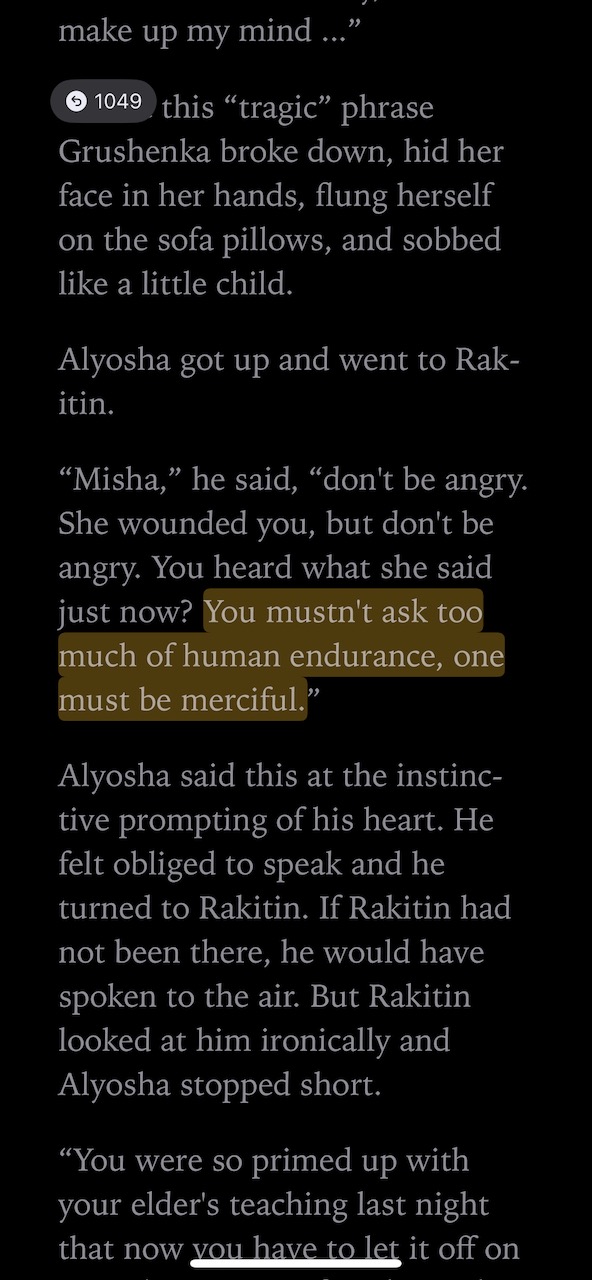 make up my mind ...”
1049
this “tragic” phrase
Grushenka broke down, hid her
face in her hands, flung herself
on the sofa pillows, and sobbed
like a little child.
Alyosha got up and went to Rak-
itin.
“Misha,” he said, “don't be angry.
She wounded you, but don't be
angry. You heard what she said
just now? You mustn't ask too
much of human endurance, one
must be merciful.”
Alyosha said this at the instinc-
tive prompting of his heart. He
felt obliged to speak and he
turned to Rakitin. If Rakitin had
not been there, he would have
spoken to the air. But Rakitin
looked at him ironically and
Alyosha stopped short.
“You were so primed up with
your elder's teaching last night
that now you have to let it off on